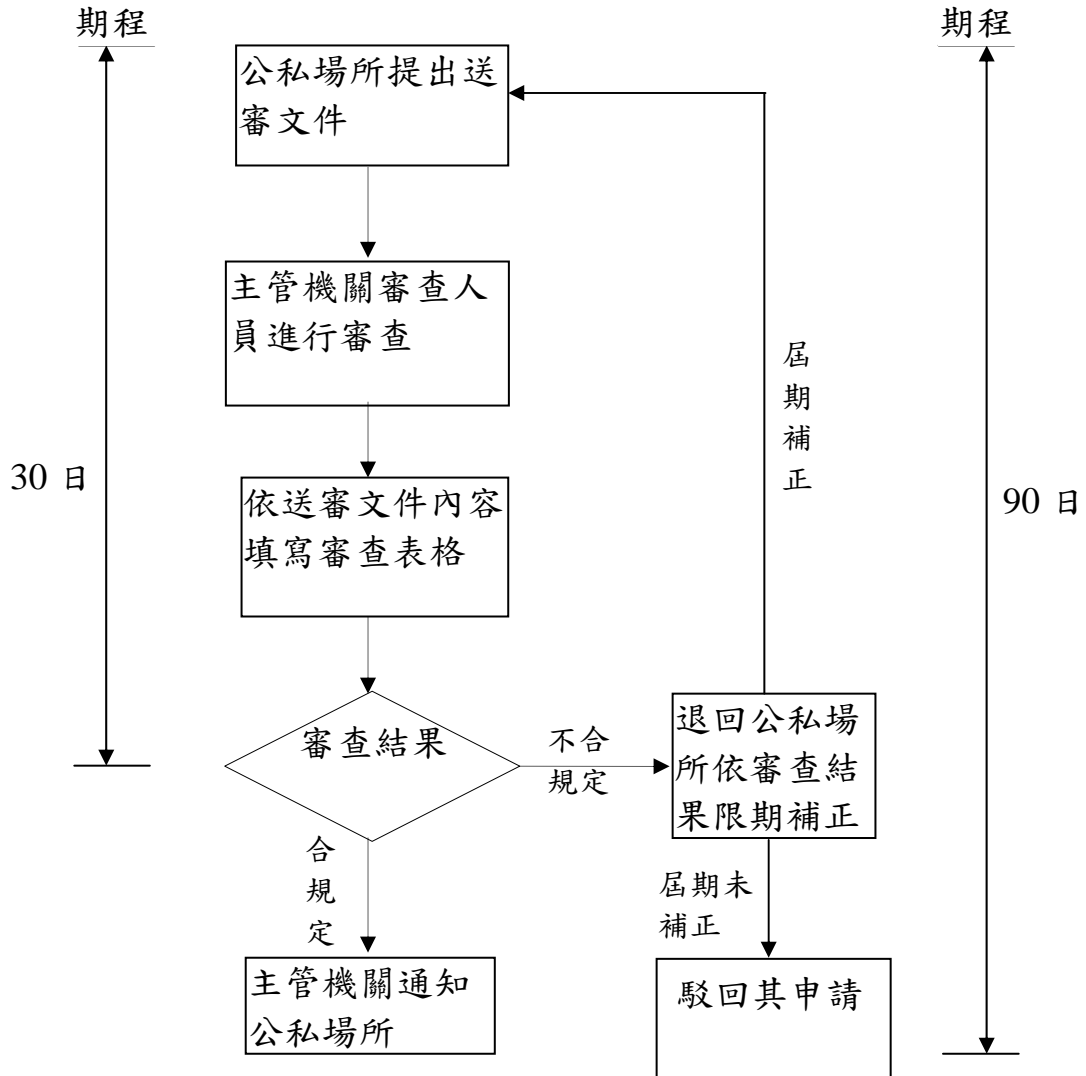 期程
期程
公私場所提出送
審文件
主管機關審查人
員進行審查
屆
期
補
正
30 日
依送審文件內容
填寫審查表格
90 日
審查結果
不合
規定
退回公私場
所依審查結
果限期補正
合
規
定
屆期未
補正
主管機關通知
公私場所
駁回其申請